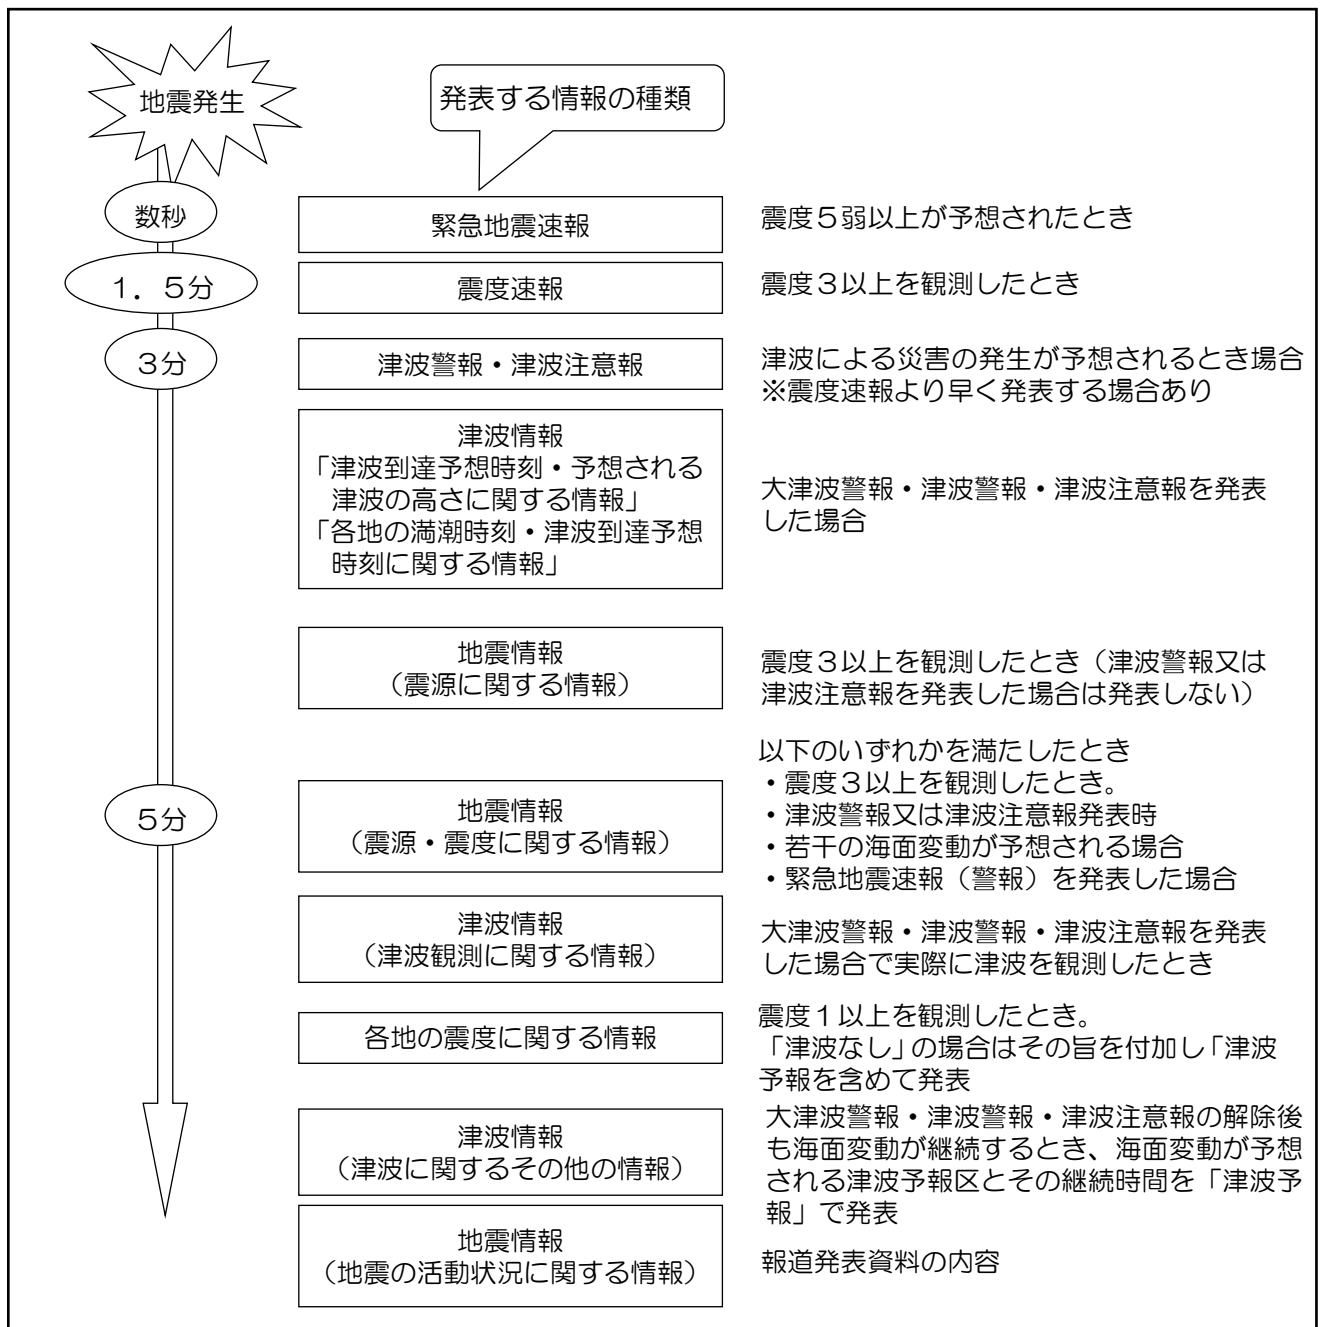 地震発生
発表する情報の種類
数秒
緊急地震速報
震度５弱以上が予想されたとき
１．５分
震度速報
震度３以上を観測したとき
３分
津波警報・津波注意報
津波による災害の発生が予想されるとき場合
※震度速報より早く発表する場合あり
津波情報
「津波到達予想時刻・予想される
津波の高さに関する情報」
「各地の満潮時刻・津波到達予想
時刻に関する情報」
大津波警報・津波警報・津波注意報を発表
した場合
地震情報
（震源に関する情報）
震度３以上を観測したとき（津波警報又は
津波注意報を発表した場合は発表しない）
５分
地震情報
（震源・震度に関する情報）
以下のいずれかを満たしたとき
・震度３以上を観測したとき。
・津波警報又は津波注意報発表時
・若干の海面変動が予想される場合
・緊急地震速報（警報）を発表した場合
津波情報
（津波観測に関する情報）
大津波警報・津波警報・津波注意報を発表
した場合で実際に津波を観測したとき
各地の震度に関する情報
震度１以上を観測したとき。
「津波なし」の場合はその旨を付加し「津波
予報を含めて発表
津波情報
（津波に関するその他の情報）
大津波警報・津波警報・津波注意報の解除後
も海面変動が継続するとき、海面変動が予想
される津波予報区とその継続時間を「津波予
報」で発表
地震情報
（地震の活動状況に関する情報）
報道発表資料の内容